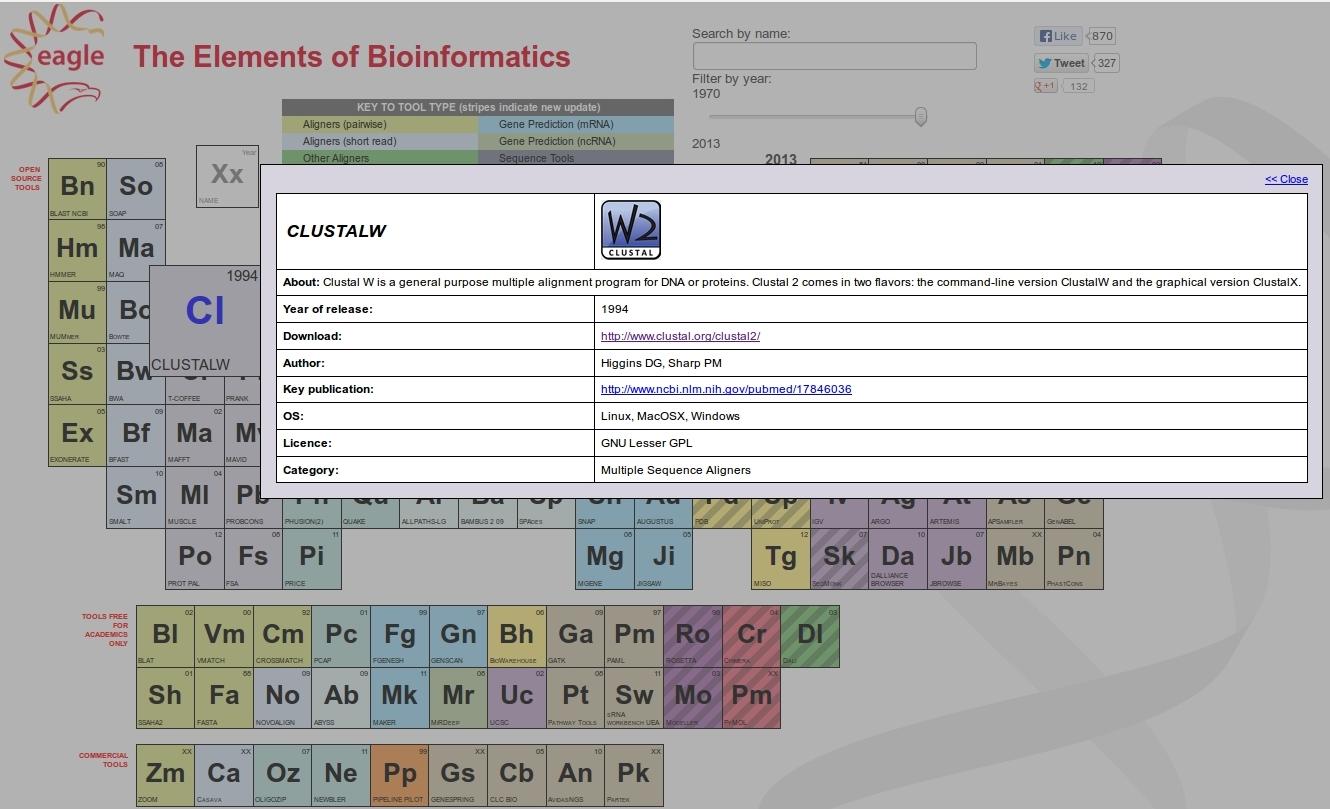 eagle
The Elements of Bioinformatics
Search by name:
Filter by year:
1970
2013
2013
Like 870
Tweet 327
+1 132
KEY TO TOOL TYPE (stripes indicate new update)
Aligners (pairwise) Gene Prediction (mRNA)
Aligners (short read) Gene Prediction (ncRNA)
Other Aligners Sequence Tools
OPEN
SOURCE
TOOLS
90 Bn BLAST NCBI
08 So SOAP
Year Xx NAME
98 Hm HMMER
07 Ma MAQ
99 Mu MUMMER
Bo BOWTIE
1994
Cl
CLUSTALW
03 Ss SSAHA
Bw BWA
T-COFFEE
PRANK
05 Ex EXONERATE
09 Bf BFAST
02 Ma MAFFT
MAVID
<< Close
CLUSTALW
W2
CLUSTAL
About: Clustal W is a general purpose multiple alignment program for DNA or proteins. Clustal 2 comes in two flavors: the command-line version ClustalW and the graphical version ClustalX.
Year of release: 1994
Download: http://www.clustal.org/clustal2/
Author: Higgins DG, Sharp PM
Key publication: http://www.ncbi.nlm.nih.gov/pubmed/17846036
OS: Linux, MacOSX, Windows
Licence: GNU Lesser GPL
Category: Multiple Sequence Aligners
10 Sm SMALT
04 Ml MUSCLE
Pb PROBCONS
PHUSION(2)
QUAKE
ALLPATHS-LG
BAMBUS 2 09
SPADES
SNAP
AUGUSTUS
PDB
UNIPROT
IGV
ARGO
ARTEMIS
APSAMPLER
GENABEL
12 Po PROT PAL
08 Fs FSA
11 Pi PRICE
08 Mg MGENE
05 Ji JIGSAW
12 Tg MISO
07 Sk SEQMONK
10 Da DALLIANCE BROWSER
07 Jb JBROWSE
XX Mb MRBAYES
04 Pn PHASTCONS
TOOLS FREE
FOR
ACADEMICS
ONLY
02 Bl BLAT
00 Vm VMATCH
92 Cm CROSSMATCH
01 Pc PCAP
99 Fg FGENESH
97 Gn GENSCAN
06 Bh BIOWAREHOUSE
09 Ga GATK
97 Pm PAML
98 Ro ROSETTA
04 Cr CHIMERA
03 Dl DALI
01 Sh SSAHA2
88 Fa FASTA
09 No NOVOALIGN
09 Ab ABYSS
11 Mk MAKER
08 Mr MIRDEEP
02 Uc UCSC
08 Pt PATHWAY TOOLS
11 Sw sRNA WORKBENCH UEA
03 Mo MODELLER
XX Pm PYMOL
COMMERCIAL
TOOLS
XX Zm ZOOM
XX Ca CASAVA
07 Oz OLIGOZIP
11 Ne NEWBLER
99 Pp PIPELINE PILOT
XX Gs GENESPRING
05 Cb CLC BIO
10 An AVIDASNGS
XX Pk PARTEK